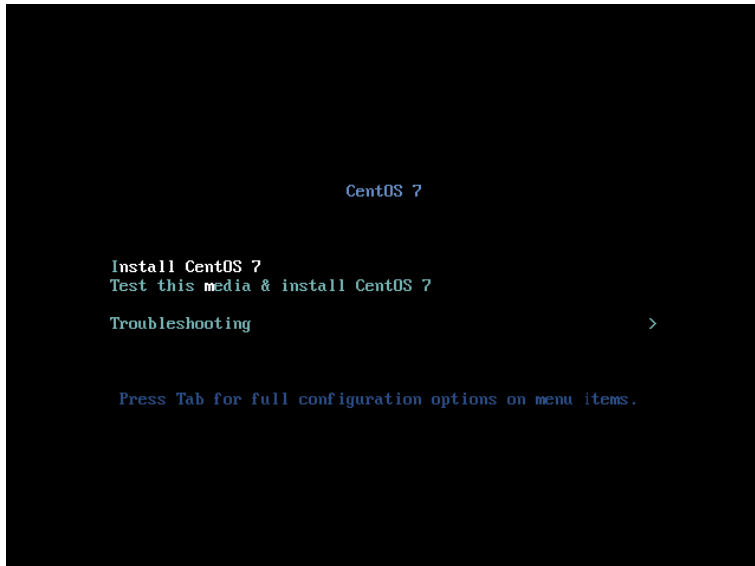 CentOS 7
Install CentOS 7
Test this media & install CentOS 7
Troubleshooting >
Press Tab for full configuration options on menu items.